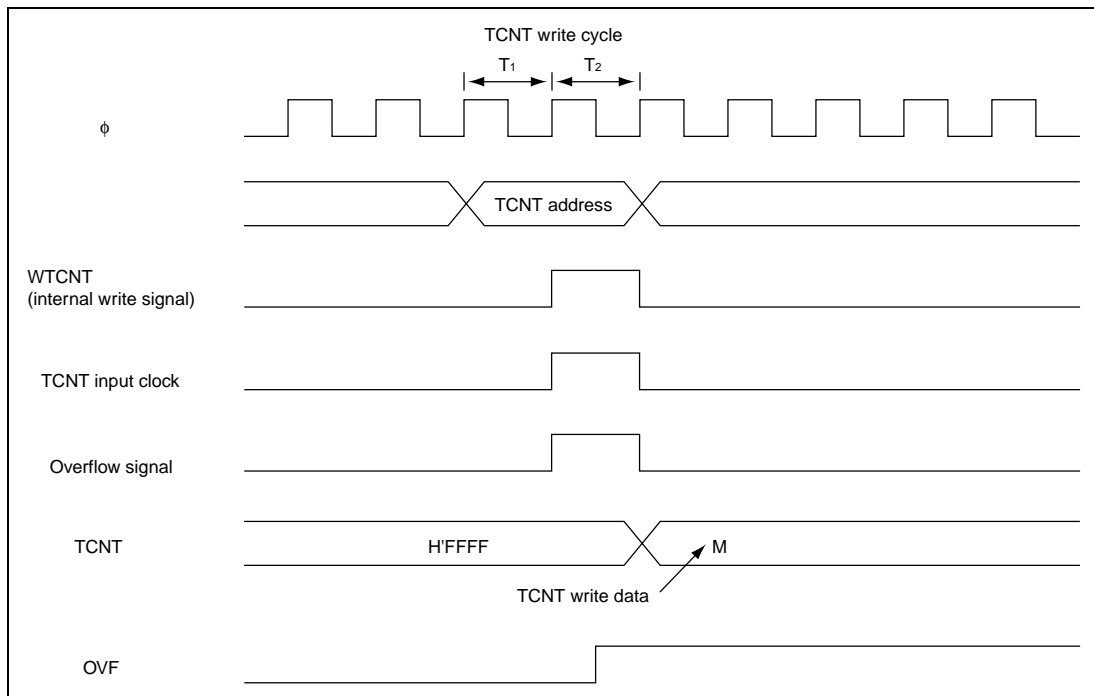 TCNT write cycle
T1 T2
ϕ
TCNT address
WTCNT
(internal write signal)
TCNT input clock
Overflow signal
TCNT H'FFFF M
TCNT write data
OVF